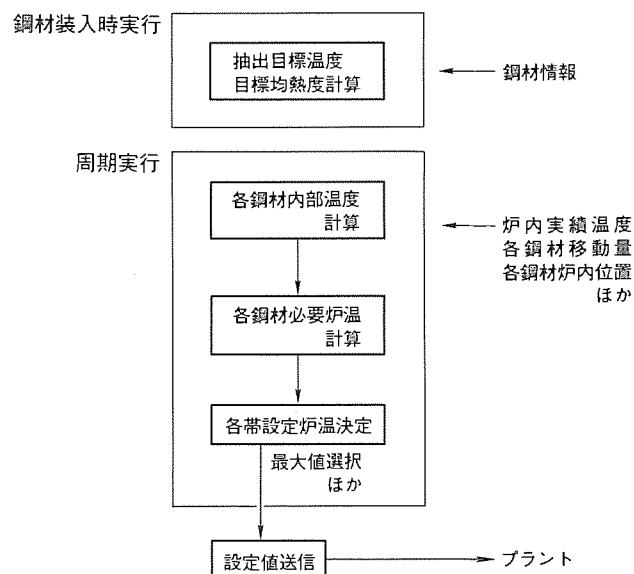 鋼材装入時実行
抽出目標温度
目標均熱度計算
鋼材情報
周期実行
各鋼材内部温度
計算
炉内実績温度
各鋼材移動量
各鋼材炉内位置
ほか
各鋼材必要炉温
計算
各帯設定炉温決定
最大値選択
ほか
設定値送信
プラント